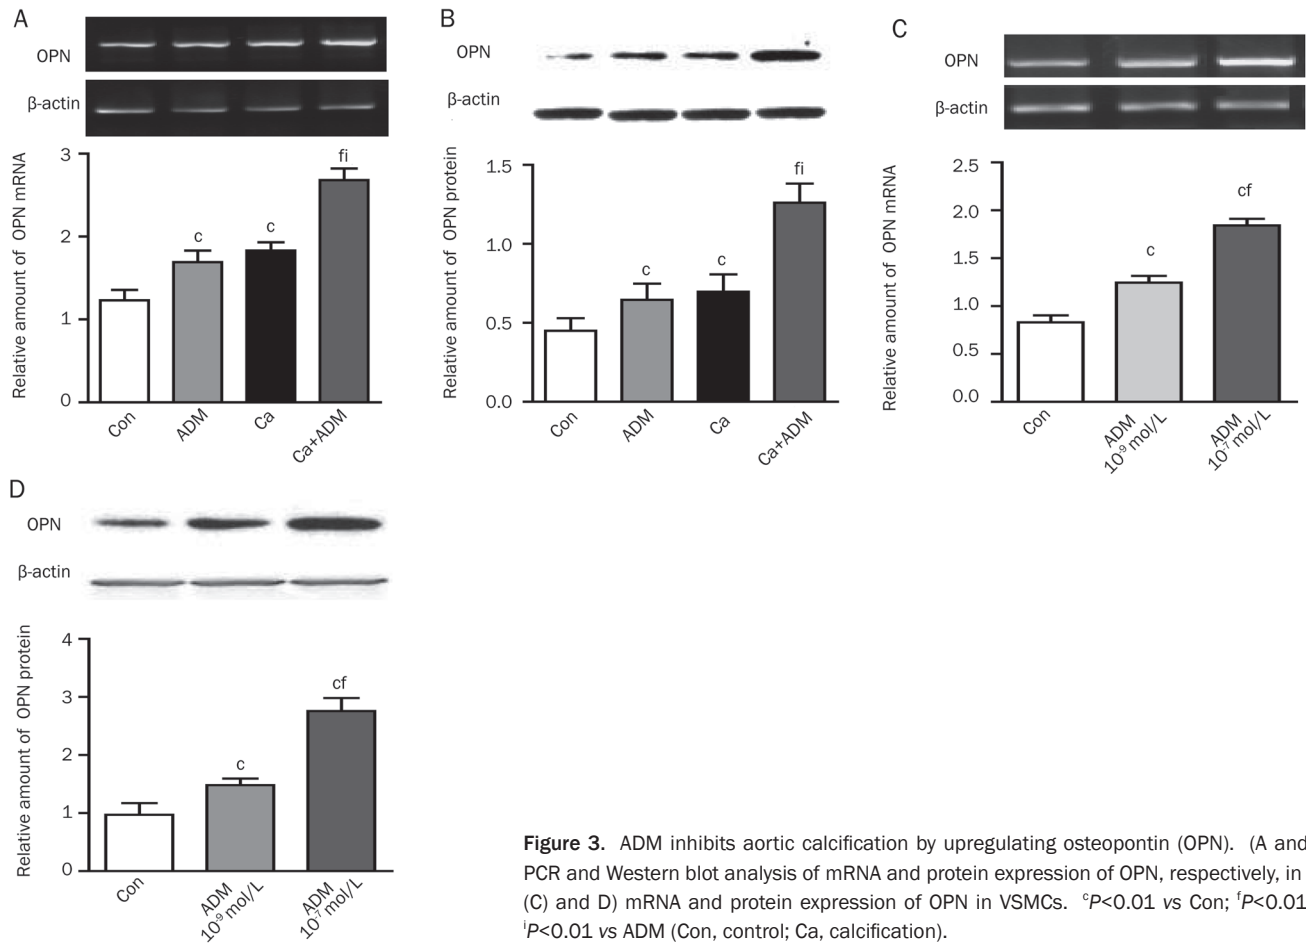 A
OPN
β-actin
Relative amount of OPN mRNA
3
2
1
0
c
c
fi
Con
ADM
Ca
Ca+ADM
B
OPN
β-actin
Relative amount of OPN protein
1.5
1.0
0.5
0.0
c
c
fi
Con
ADM
Ca
Ca+ADM
C
OPN
β-actin
Relative amount of OPN mRNA
2.5
2.0
1.5
1.0
0.5
0.0
c
cf
Con
ADM
10⁻⁹ mol/L
ADM
10⁻⁷ mol/L
D
OPN
β-actin
Relative amount of OPN protein
4
3
2
1
0
c
cf
Con
ADM
10⁻⁹ mol/L
ADM
10⁻⁷ mol/L
Figure 3. ADM inhibits aortic calcification by upregulating osteopontin (OPN). (A and
PCR and Western blot analysis of mRNA and protein expression of OPN, respectively, in
(C) and D) mRNA and protein expression of OPN in VSMCs. ᶜP<0.01 vs Con; ᶠP<0.01
ⁱP<0.01 vs ADM (Con, control; Ca, calcification).